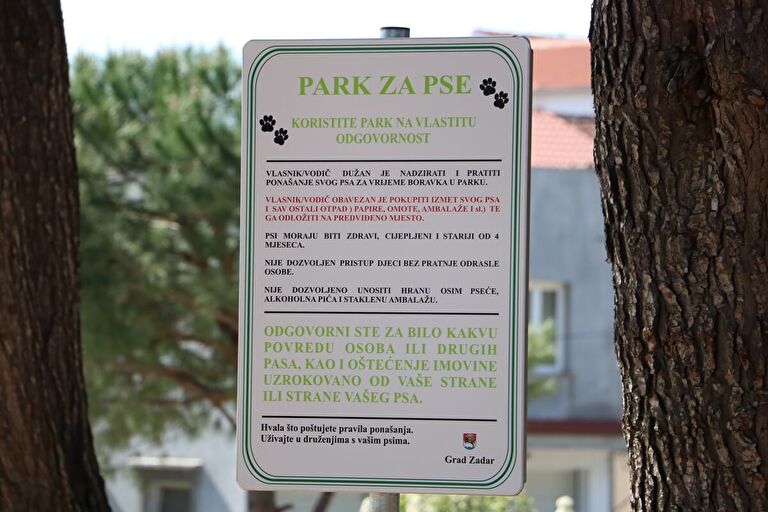 PARK ZA PSE
KORISTITE PARK NA VLASTITU
ODGOVORNOST
VLASNIK/VODIČ DUŽAN JE NADZIRATI I PRATITI
PONAŠANJE SVOG PSA ZA VRIJEME BORAVKA U PARKU.
VLASNIK/VODIČ OBAVEZAN JE POKUPITI IZMET SVOG PSA
I SAV OSTALI OTPAD ) PAPIRE, OMOTE, AMBALAŽE I sl.) TE
GA ODLOŽITI NA PREDVIĐENO MJESTO.
PSI MORAJU BITI ZDRAVI, CIJEPLJENI I STARIJI OD 4
MJESECA.
NIJE DOZVOLJEN PRISTUP DJECI BEZ PRATNJE ODRASLE
OSOBE.
NIJE DOZVOLJENO UNOSITI HRANU OSIM PSEĆE,
ALKOHOLNA PIĆA I STAKLENU AMBALAŽU.
ODGOVORNI STE ZA BILO KAKVU
POVREDU OSOBA ILI DRUGIH
PASA, KAO I OŠTEĆENJE IMOVINE
UZROKOVANO OD VAŠE STRANE
ILI STRANE VAŠEG PSA.
Hvala što poštujete pravila ponašanja.
Uživajte u druženjima s vašim psima.
Grad Zadar